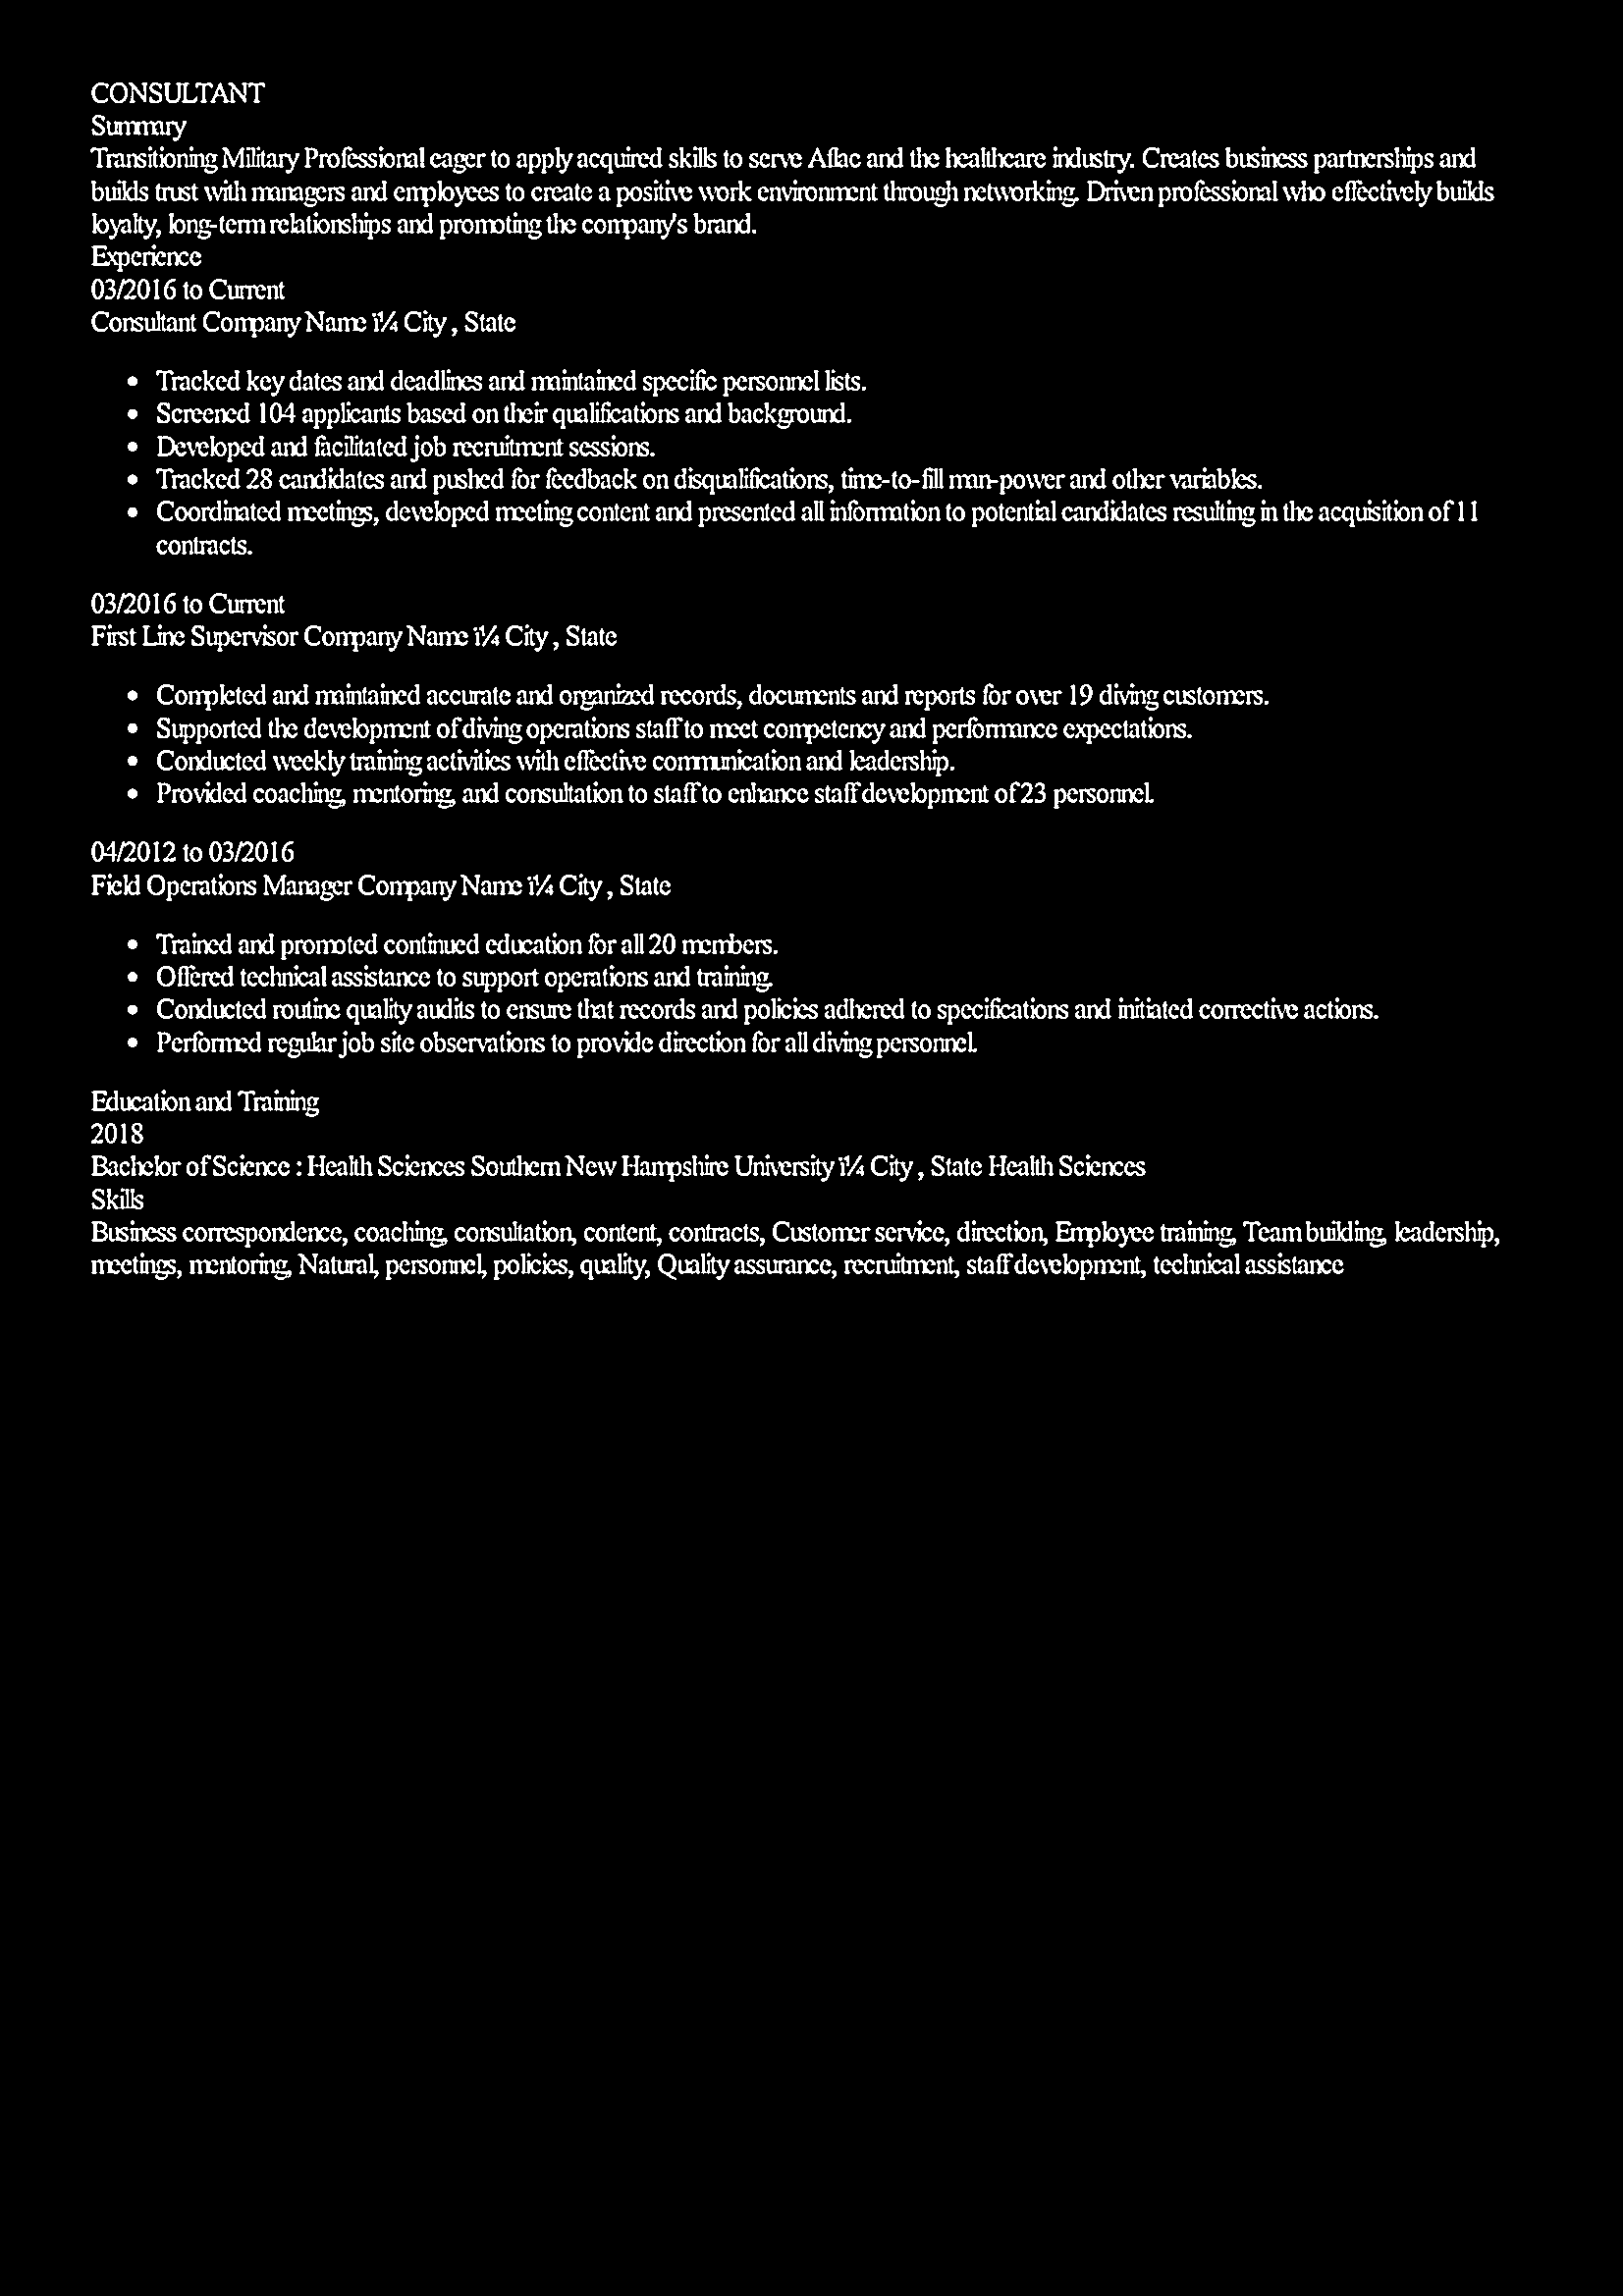 CONSULTANT
Summary
Transitioning Military Professional eager to apply acquired skills to serve Aflac and the healthcare industry. Creates business partnerships and
builds trust with managers and employees to create a positive work environment through networking. Driven professional who effectively builds
loyalty, long-term relationships and promoting the company's brand.
Experience
03/2016 to Current
Consultant Company Name ï¼ City , State
• Tracked key dates and deadlines and maintained specific personnel lists.
• Screened 104 applicants based on their qualifications and background.
• Developed and facilitated job recruitment sessions.
• Tracked 28 candidates and pushed for feedback on disqualifications, time-to-fill man-power and other variables.
• Coordinated meetings, developed meeting content and presented all information to potential candidates resulting in the acquisition of 11
contracts.
03/2016 to Current
First Line Supervisor Company Name ï¼ City , State
• Completed and maintained accurate and organized records, documents and reports for over 19 diving customers.
• Supported the development of diving operations staff to meet competency and performance expectations.
• Conducted weekly training activities with effective communication and leadership.
• Provided coaching, mentoring, and consultation to staff to enhance staff development of 23 personnel.
04/2012 to 03/2016
Field Operations Manager Company Name ï¼ City , State
• Trained and promoted continued education for all 20 members.
• Offered technical assistance to support operations and training.
• Conducted routine quality audits to ensure that records and policies adhered to specifications and initiated corrective actions.
• Performed regular job site observations to provide direction for all diving personnel.
Education and Training
2018
Bachelor of Science : Health Sciences Southern New Hampshire University ï¼ City , State Health Sciences
Skills
Business correspondence, coaching, consultation, content, contracts, Customer service, direction, Employee training, Team building, leadership,
meetings, mentoring, Natural, personnel, policies, quality, Quality assurance, recruitment, staff development, technical assistance